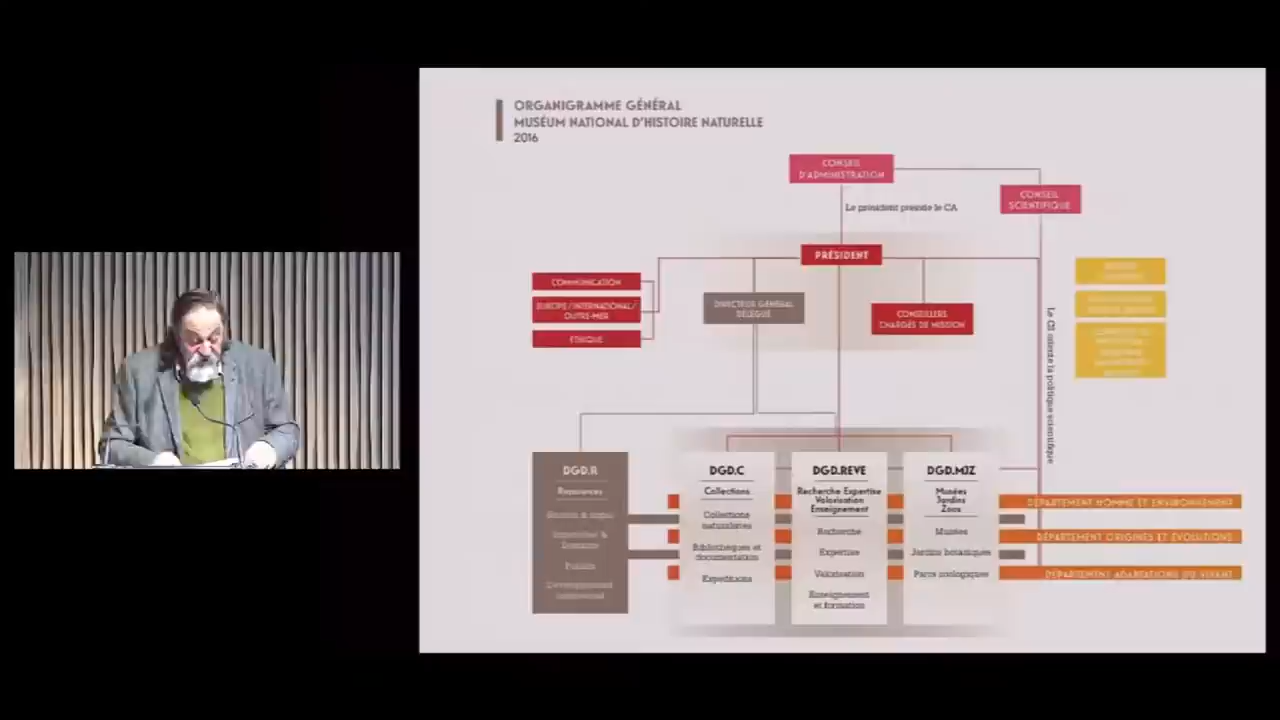 ORGANIGRAMME GÉNÉRAL
MUSÉUM NATIONAL D'HISTOIRE NATURELLE
2016
CONSEIL
D'ADMINISTRATION
CONSEIL
SCIENTIFIQUE
Le président préside le CA
PRÉSIDENT
COMMUNICATION
EUROPE / INTERNATIONAL/
OUTRE-MER
ÉTHIQUE
DIRECTEUR GÉNÉRAL
DÉLÉGUÉ
CONSEILLERS
CHARGÉS DE MISSION
Le CS oriente la politique scientifique
DGD.R
Ressources
DGD.C
Collections
Collections
naturalistes
Bibliothèques et
documentation
Expéditions
DGD.REVE
Recherche Expertise
Valorisation
Enseignement
Recherche
Expertise
Valorisation
Enseignement
et formation
DGD.MJZ
Musées
Jardins
Zoos
Musées
Jardins botaniques
Parcs zoologiques
DÉPARTEMENT HOMME ET ENVIRONNEMENT
DÉPARTEMENT ORIGINES ET ÉVOLUTIONS
DÉPARTEMENT ADAPTATIONS DU VIVANT